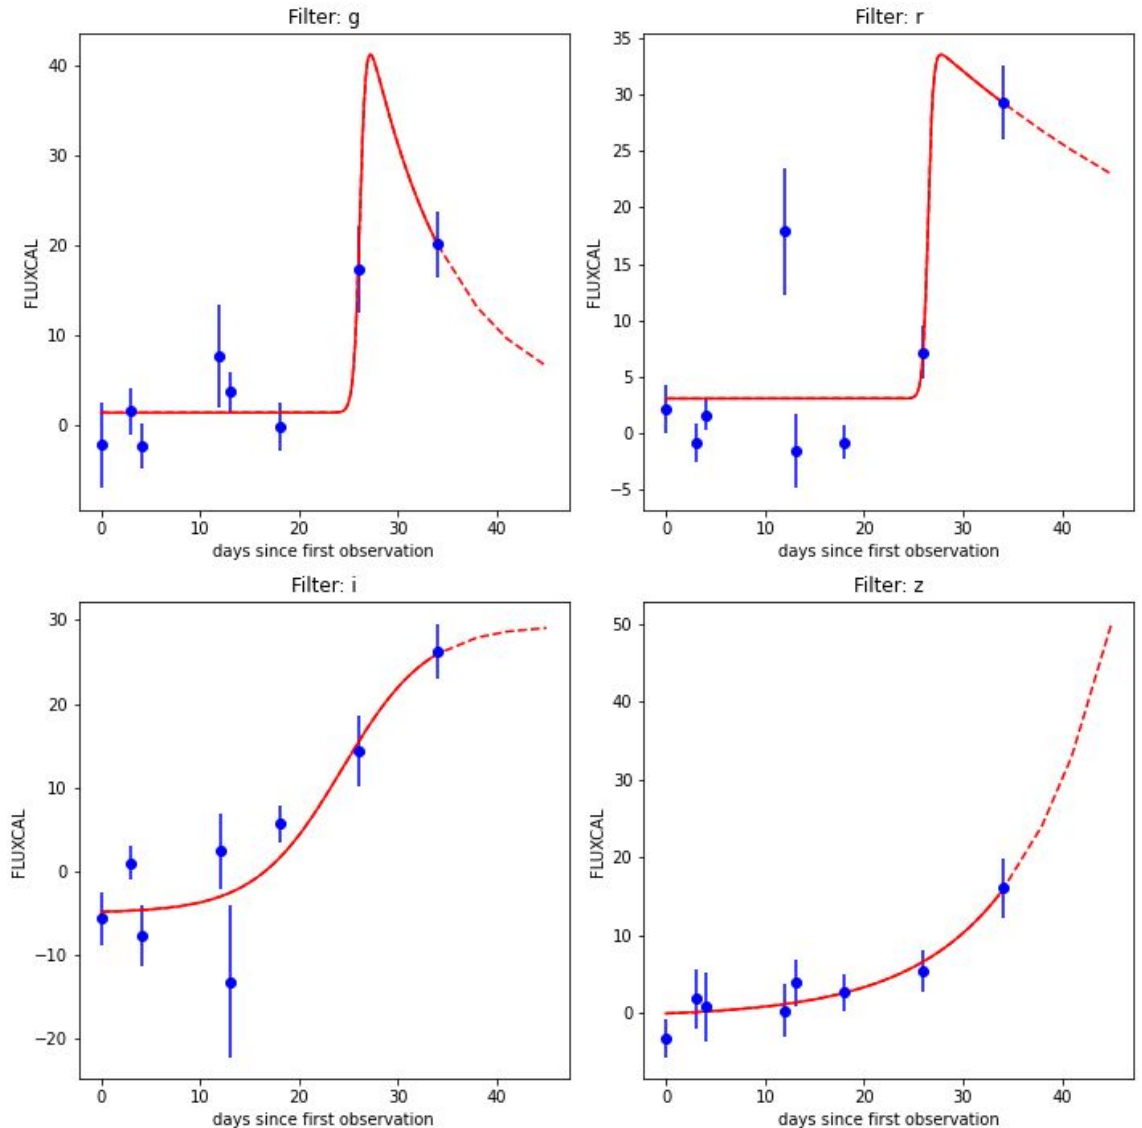 Filter: g
FLUXCAL
40
30
20
10
0
0 10 20 30 40
days since first observation
Filter: r
FLUXCAL
35
30
25
20
15
10
5
0
−5
0 10 20 30 40
days since first observation
Filter: i
FLUXCAL
30
20
10
0
−10
−20
0 10 20 30 40
days since first observation
Filter: z
FLUXCAL
50
40
30
20
10
0
0 10 20 30 40
days since first observation